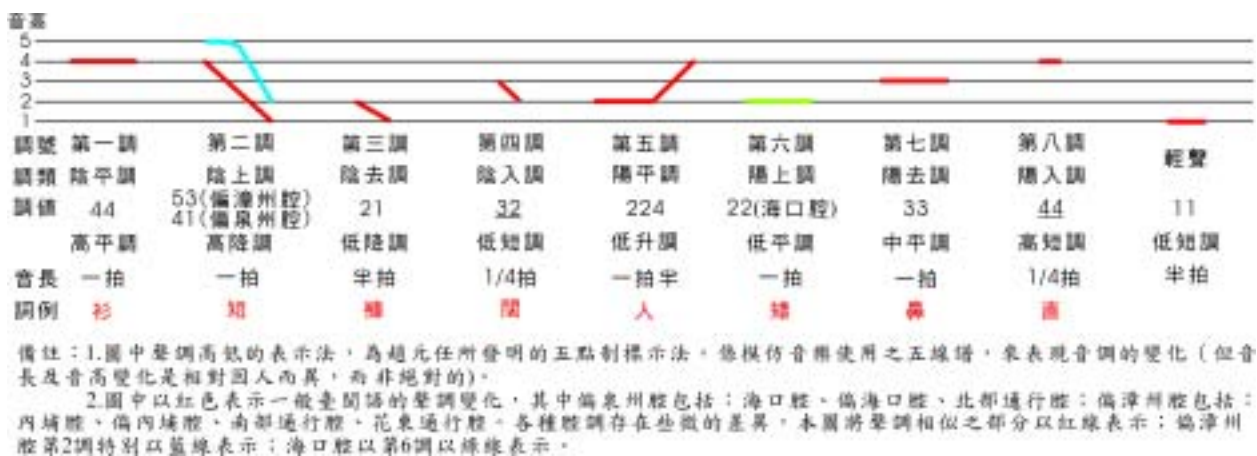 音高
5
4
3
2
1
調號 第一調 第二調 第三調 第四調 第五調 第六調 第七調 第八調 輕聲
調類 陰平調 陰上調 陰去調 陰入調 陽平調 陽上調 陽去調 陽入調
調值 44 53(偏漳州腔) 41(偏泉州腔) 21 32 224 22(海口腔) 33 44 11
高平調 高降調 低降調 低短調 低升調 低平調 中平調 高短調 低短調
音長 一拍 一拍 半拍 1/4拍 一拍半 一拍 一拍 1/4拍 半拍
詞例 衫 短 褲 闊 人 矮 鼻 直
備註：1.圖中聲調高低的表示法，為趙元任所發明的五點制標示法。係模仿音樂使用之五線譜，來表現音調的變化（但音
長及音高變化是相對因人而異，而非絕對的)。
2.圖中以紅色表示一般臺閩語的聲調變化，其中偏泉州腔包括：海口腔、偏海口腔、北部通行腔；偏漳州腔包括：
內埔腔、偏內埔腔、南部通行腔、花東通行腔。各種腔調存在些微的差異，本圖將聲調相似之部分以紅線表示；偏漳州
腔第2調特別以藍線表示；海口腔以第6調以綠線表示。